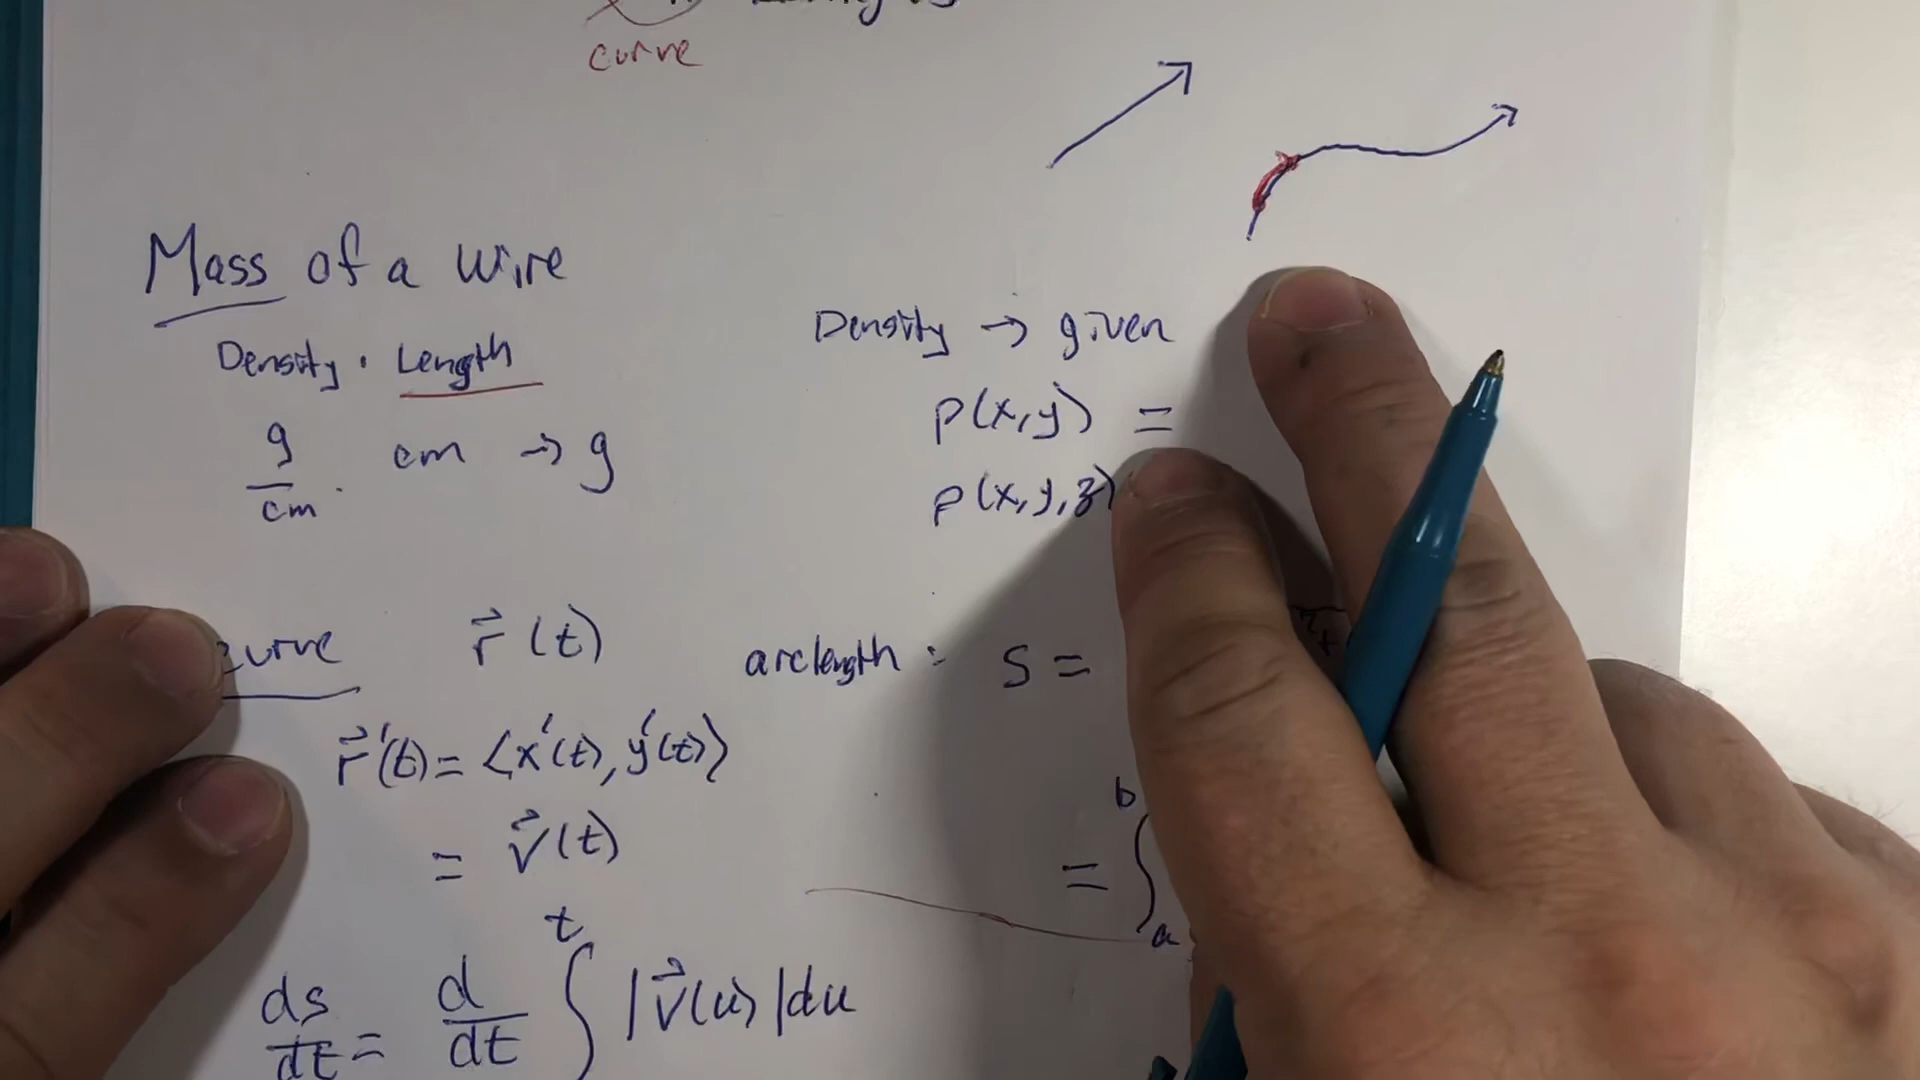 curve
Mass of a wire
Density · Length
g/cm · cm → g
Density → given
ρ(x,y) =
ρ(x,y,z)
curve r⃗(t) arclength: S =
r⃗'(t) = ⟨x'(t), y'(t)⟩
= v⃗(t)
= ∫ₐᵇ
ds/dt = d/dt ∫ᵗ |v⃗(u)| du